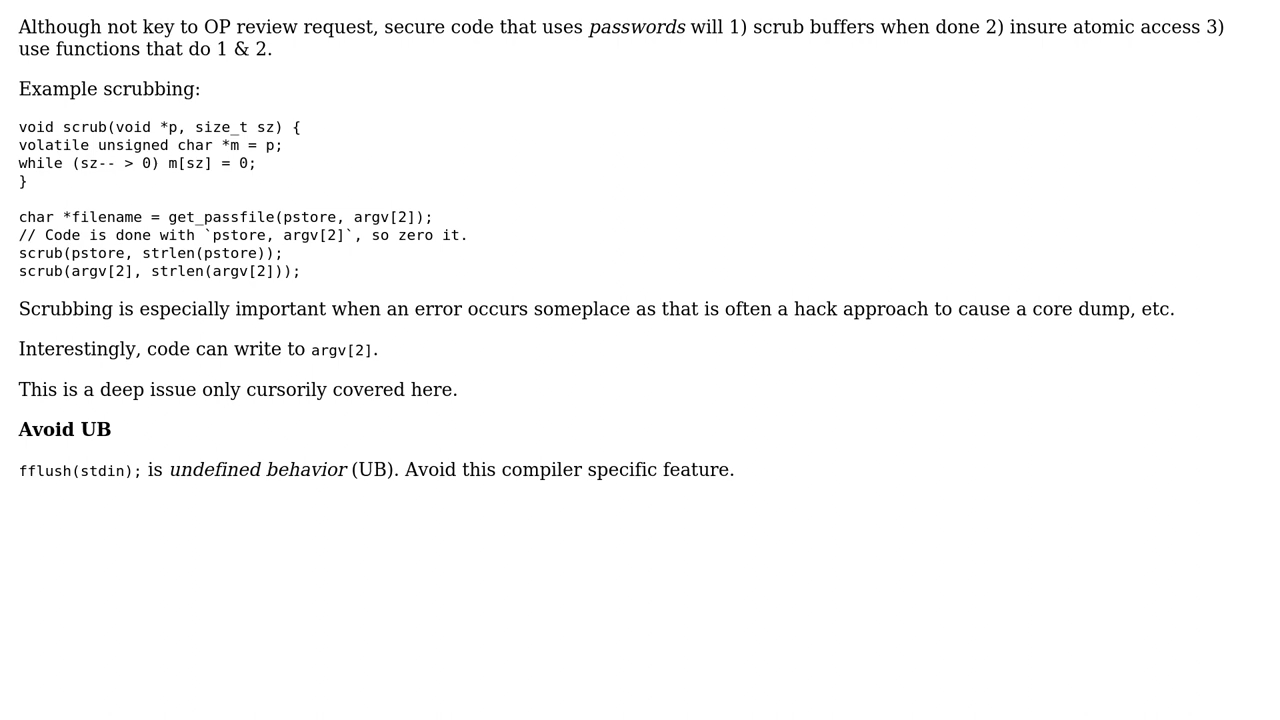 Although not key to OP review request, secure code that uses passwords will 1) scrub buffers when done 2) insure atomic access 3)
use functions that do 1 & 2.
Example scrubbing:
void scrub(void *p, size_t sz) {
volatile unsigned char *m = p;
while (sz-- > 0) m[sz] = 0;
}
char *filename = get_passfile(pstore, argv[2]);
// Code is done with `pstore, argv[2]`, so zero it.
scrub(pstore, strlen(pstore));
scrub(argv[2], strlen(argv[2]));
Scrubbing is especially important when an error occurs someplace as that is often a hack approach to cause a core dump, etc.
Interestingly, code can write to argv[2].
This is a deep issue only cursorily covered here.
Avoid UB
fflush(stdin); is undefined behavior (UB). Avoid this compiler specific feature.